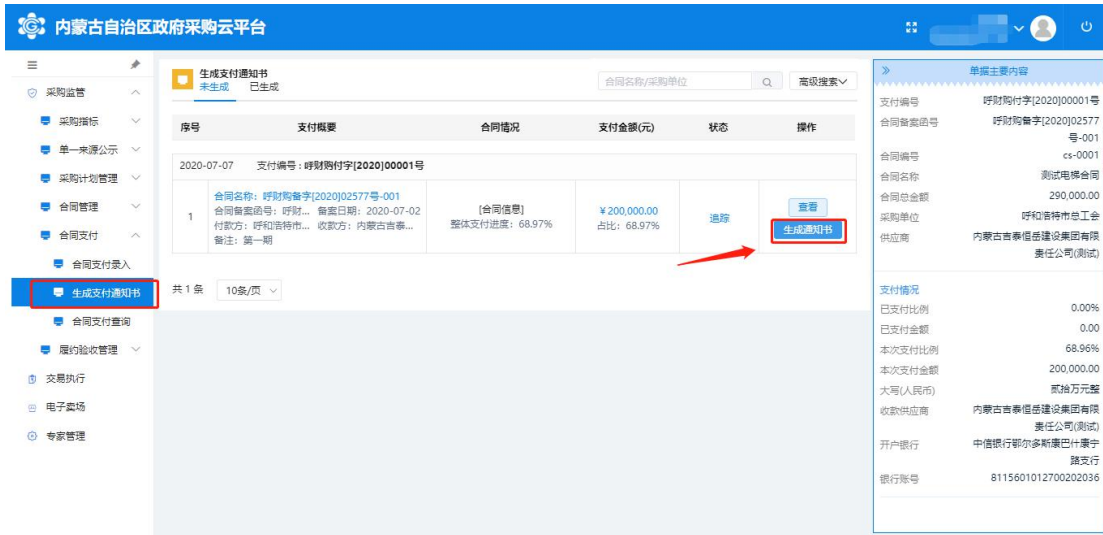 内蒙古自治区政府采购云平台
采购监管
采购指标
单一来源公示
采购计划管理
合同管理
合同支付
合同支付录入
生成支付通知书
合同支付查询
履约验收管理
交易执行
电子卖场
专家管理
生成支付通知书
未生成 已生成
合同名称/采购单位 高级搜索
序号 支付概要 合同情况 支付金额(元) 状态 操作
2020-07-07 支付编号：呼财购付字[2020]00001号
合同名称：呼财购备字[2020]02577号-001
合同备案函号：呼财... 备案日期：2020-07-02
付款方：呼和浩特市... 收款方：内蒙古吉泰...
备注：第一期
1
[合同信息]
整体支付进度：68.97%
¥200,000.00
占比：68.97%
追踪
查看
生成通知书
共 1 条 10条/页
单据主要内容
支付编号 呼财购付字[2020]00001号
合同备案函号 呼财购备字[2020]02577
号-001
合同编号 cs-0001
合同名称 测试电梯合同
合同总金额 290,000.00
采购单位 呼和浩特市总工会
供应商 内蒙古吉泰恒岳建设集团有限
责任公司(测试)
支付情况
已支付比例 0.00%
已支付金额 0.00
本次支付比例 68.96%
本次支付金额 200,000.00
大写(人民币) 贰拾万元整
收款供应商 内蒙古吉泰恒岳建设集团有限
责任公司(测试)
开户银行 中信银行鄂尔多斯康巴什康宁
路支行
银行账号 8115601012700202036